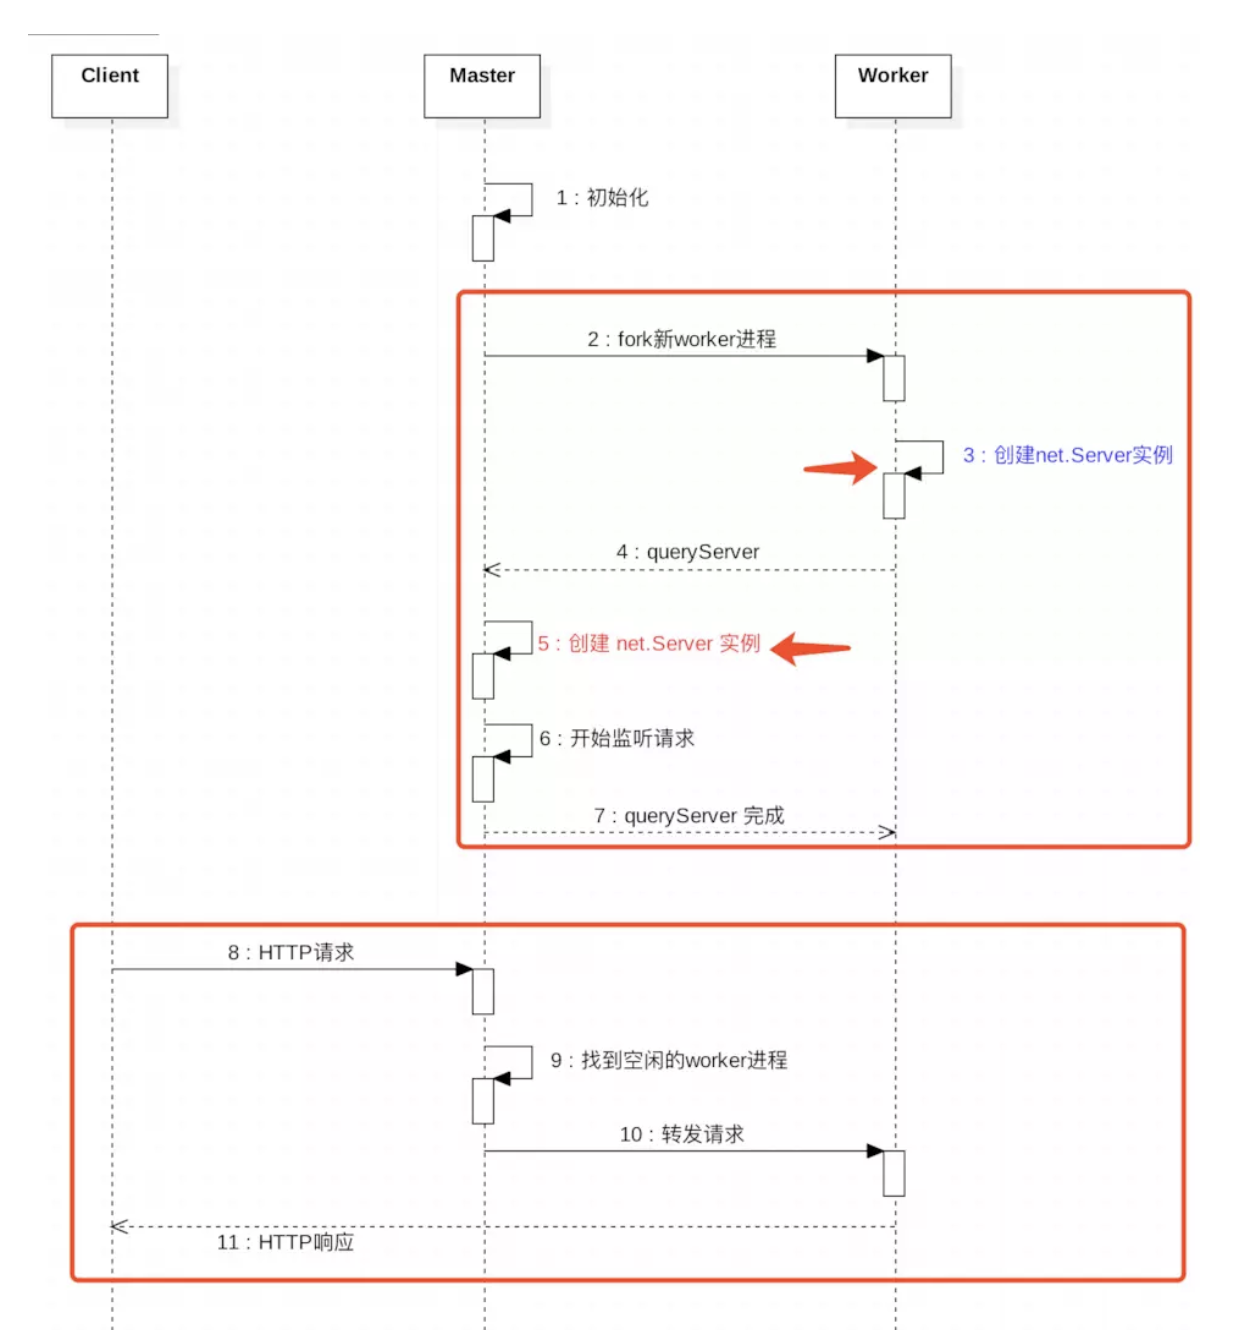 Client
Master
Worker
1 : 初始化
2 : fork新worker进程
3 : 创建net.Server实例
4 : queryServer
5 : 创建 net.Server 实例
6 : 开始监听请求
7 : queryServer 完成
8 : HTTP请求
9 : 找到空闲的worker进程
10 : 转发请求
11 : HTTP响应